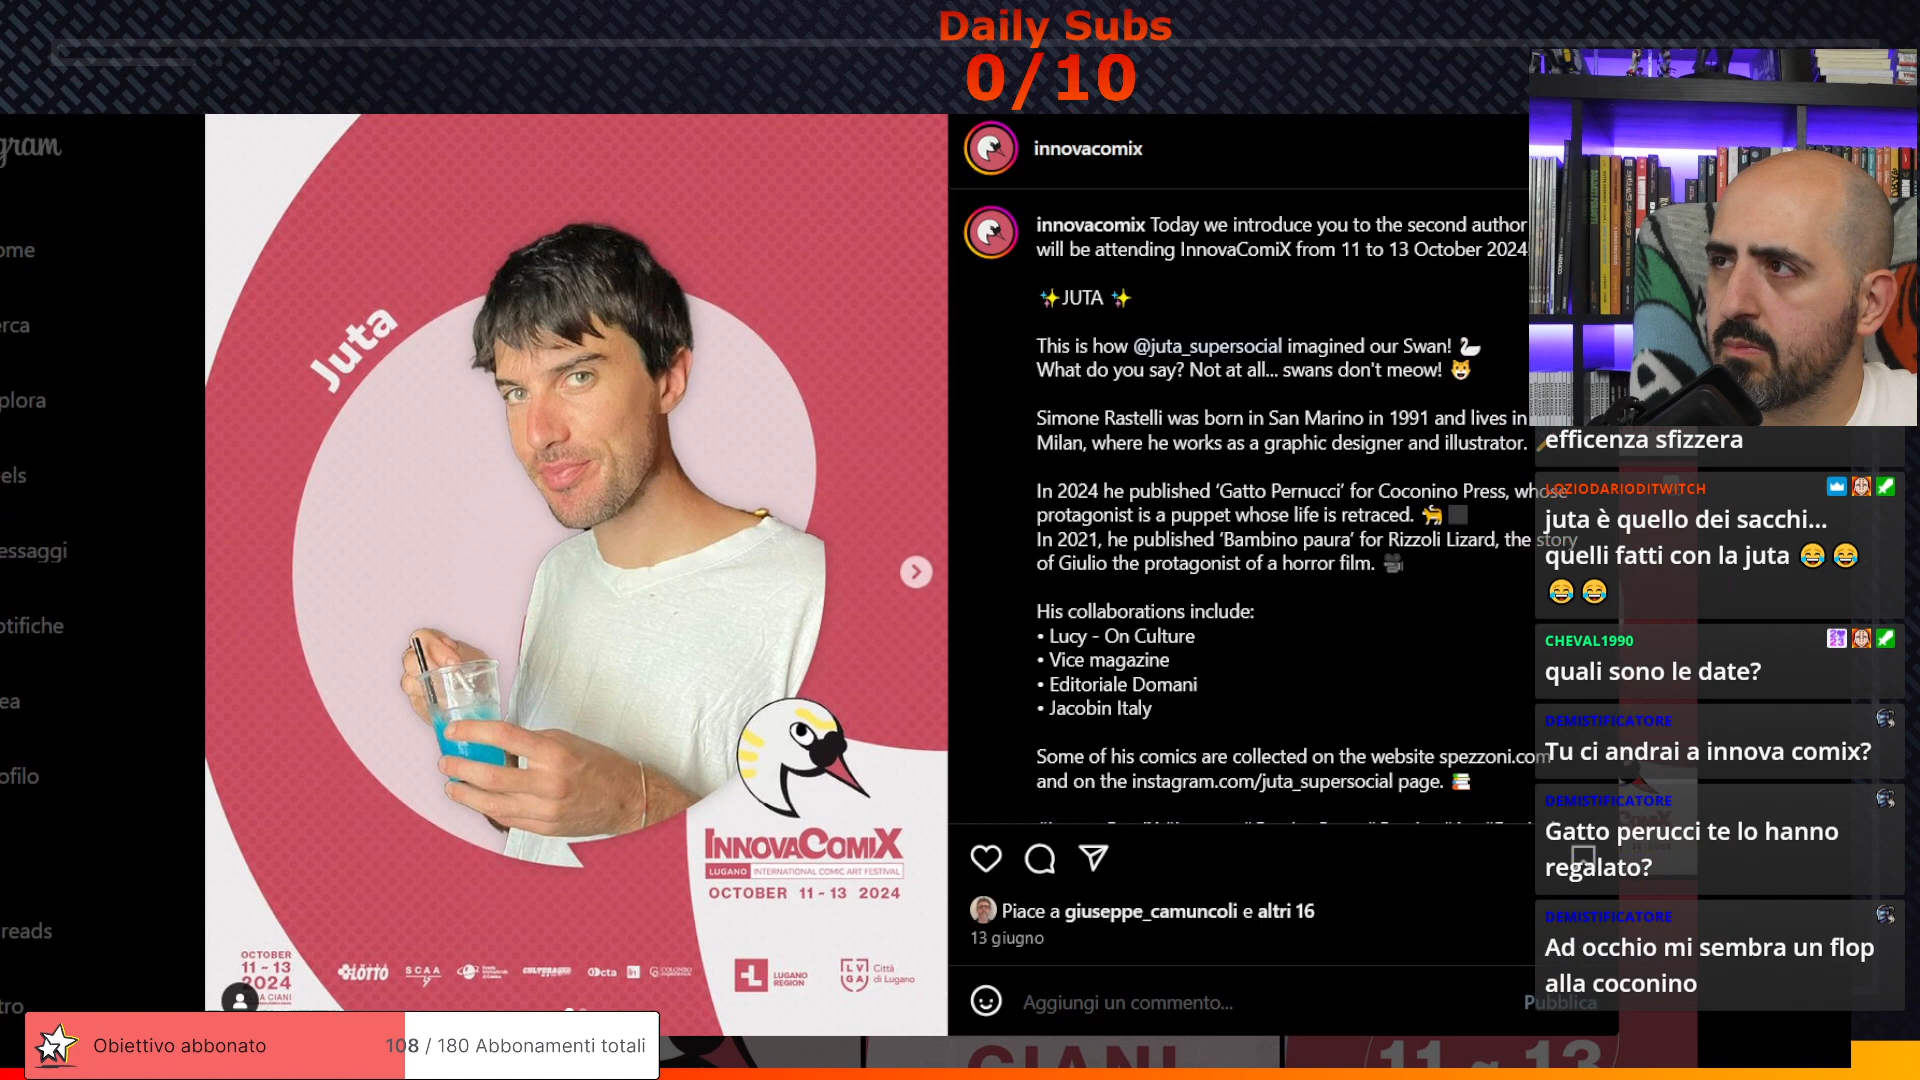 Daily Subs
0/10
gram
ome
erca
plora
els
essaggi
otifiche
ea
ofilo
reads
tro
Juta
INNOVACOMIX
LUGANO INTERNATIONAL COMIC ART FESTIVAL
OCTOBER 11 - 13 2024
OCTOBER
11 ~ 13
2024
LOTTO
SCAA
LUGANO
REGION
LV
GA
Città
di Lugano
innovacomix
innovacomix Today we introduce you to the second author
will be attending InnovaComiX from 11 to 13 October 2024
✨JUTA ✨
This is how @juta_supersocial imagined our Swan! 🦢
What do you say? Not at all... swans don't meow! 😺
Simone Rastelli was born in San Marino in 1991 and lives in
Milan, where he works as a graphic designer and illustrator.
In 2024 he published ‘Gatto Pernucci’ for Coconino Press, whose
protagonist is a puppet whose life is retraced. 🐈⬛
In 2021, he published ‘Bambino paura’ for Rizzoli Lizard, the story
of Giulio the protagonist of a horror film. 🎥
His collaborations include:
• Lucy - On Culture
• Vice magazine
• Editoriale Domani
• Jacobin Italy
Some of his comics are collected on the website spezzoni.com
and on the instagram.com/juta_supersocial page. 📚
Piace a giuseppe_camuncoli e altri 16
13 giugno
Aggiungi un commento...
Pubblica
efficenza sfizzera
LOZIODARIODITWITCH
juta è quello dei sacchi...
quelli fatti con la juta 😂 😂
😂 😂
CHEVAL1990
quali sono le date?
DEMISTIFICATORE
Tu ci andrai a innova comix?
DEMISTIFICATORE
Gatto perucci te lo hanno
regalato?
DEMISTIFICATORE
Ad occhio mi sembra un flop
alla coconino
Obiettivo abbonato
108 / 180 Abbonamenti totali
CIANI
11 ~ 13